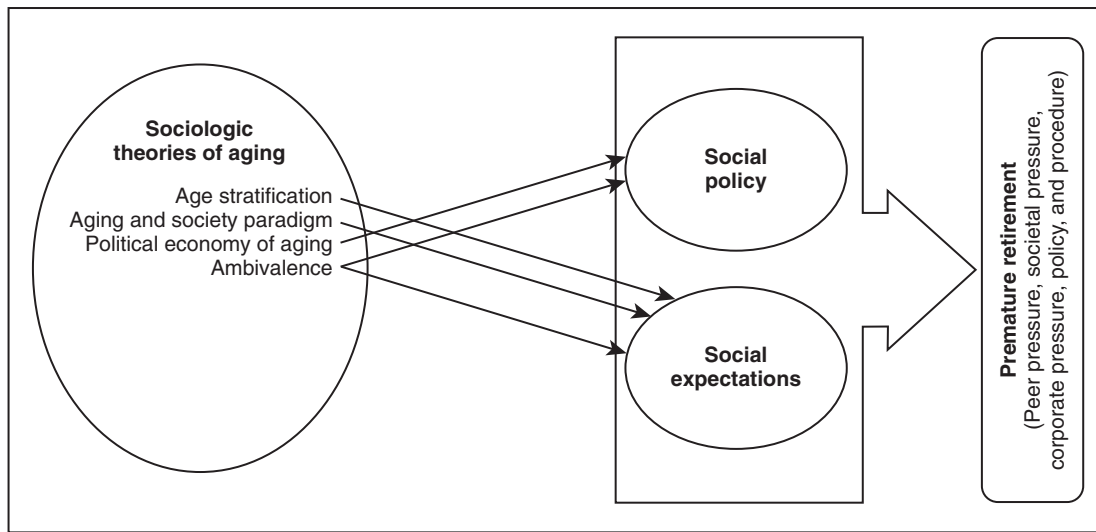 Sociologic
theories of aging
Age stratification
Aging and society paradigm
Political economy of aging
Ambivalence
Social
policy
Social
expectations
Premature retirement
(Peer pressure, societal pressure,
corporate pressure, policy, and procedure)